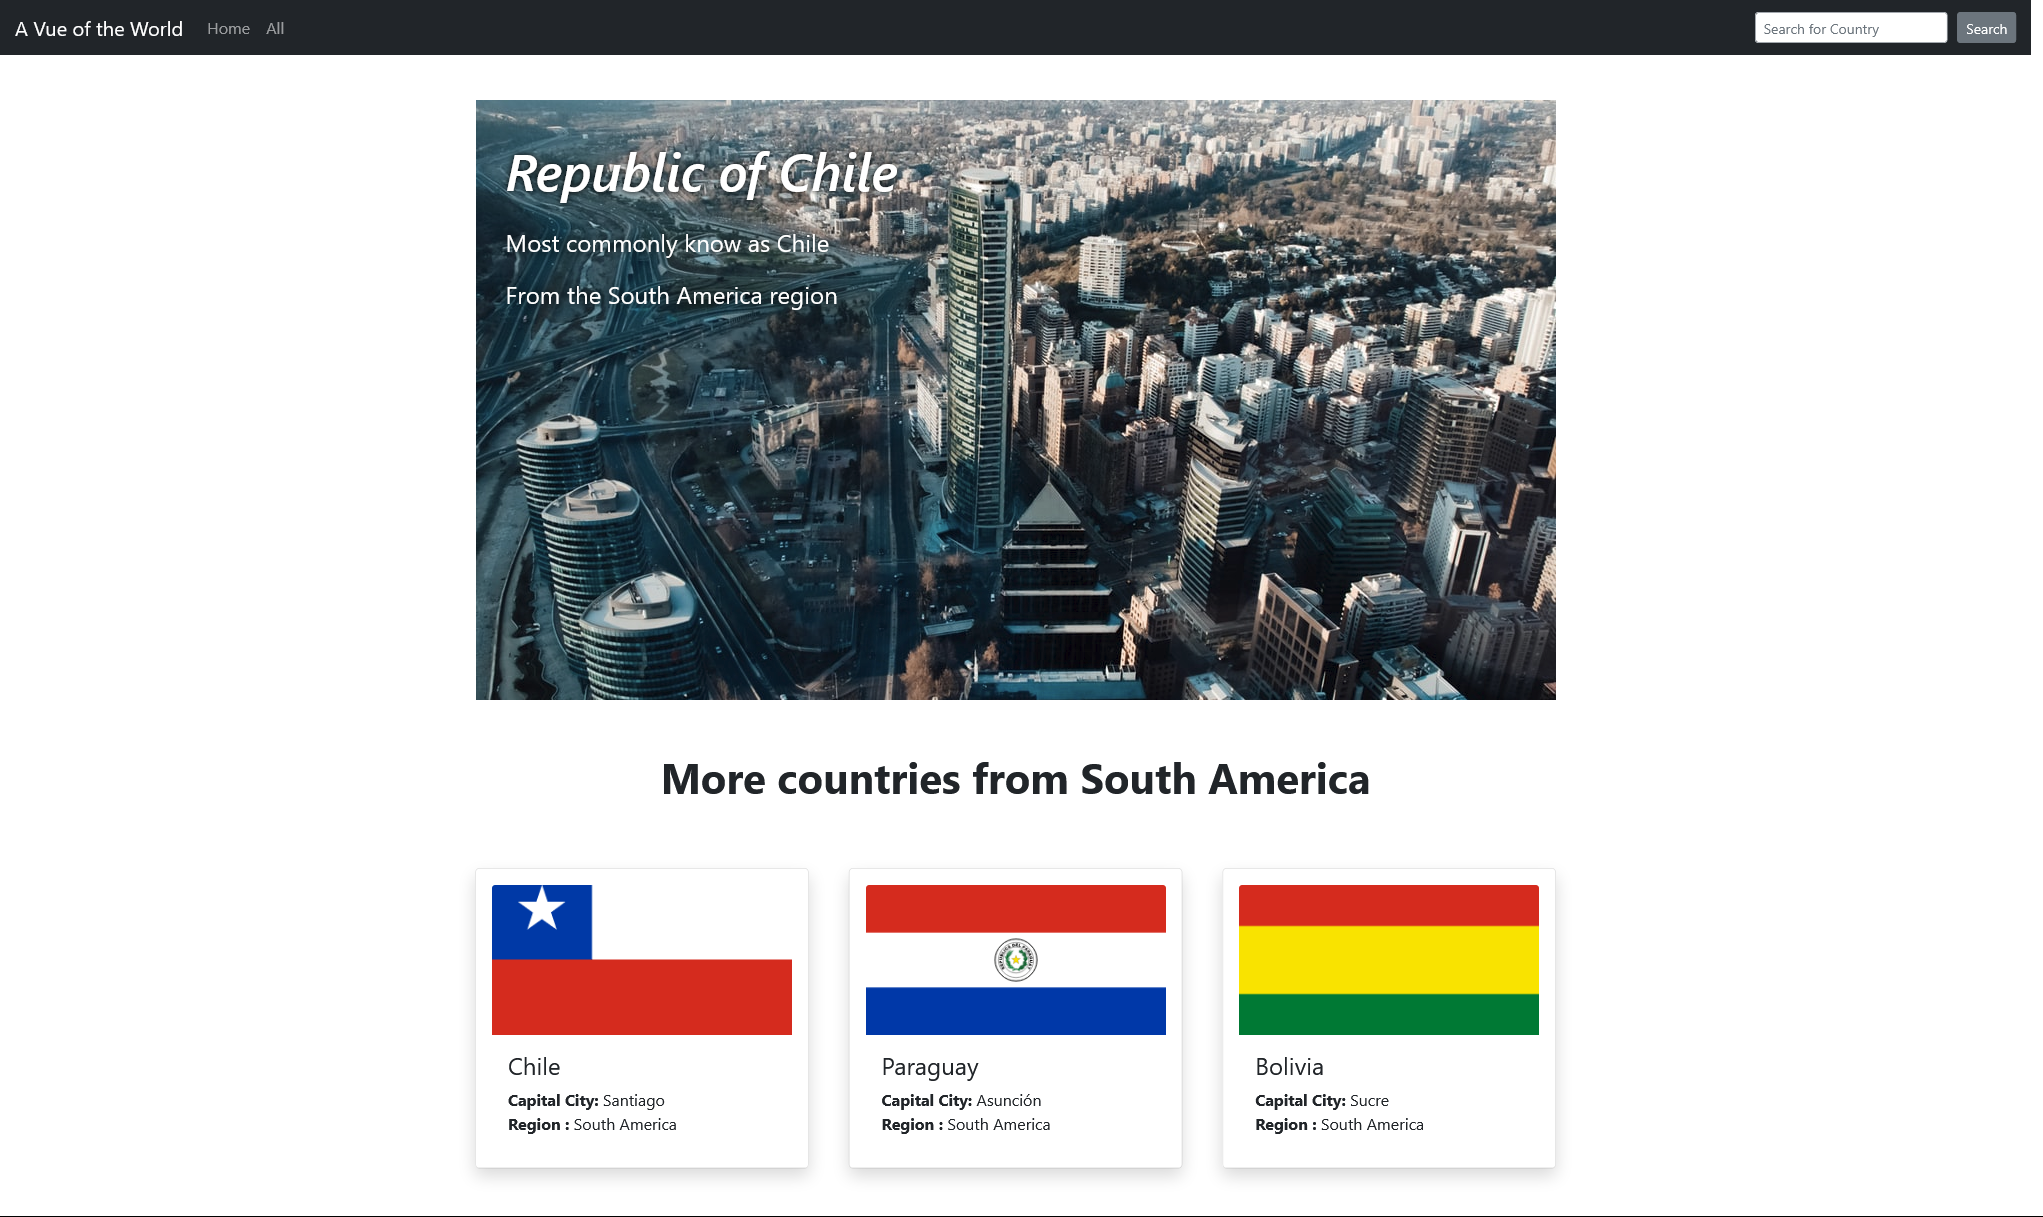 A Vue of the World
Home
All
Search for Country
Search
Republic of Chile
Most commonly know as Chile
From the South America region
More countries from South America
Chile
Capital City: Santiago
Region : South America
Paraguay
Capital City: Asunción
Region : South America
Bolivia
Capital City: Sucre
Region : South America